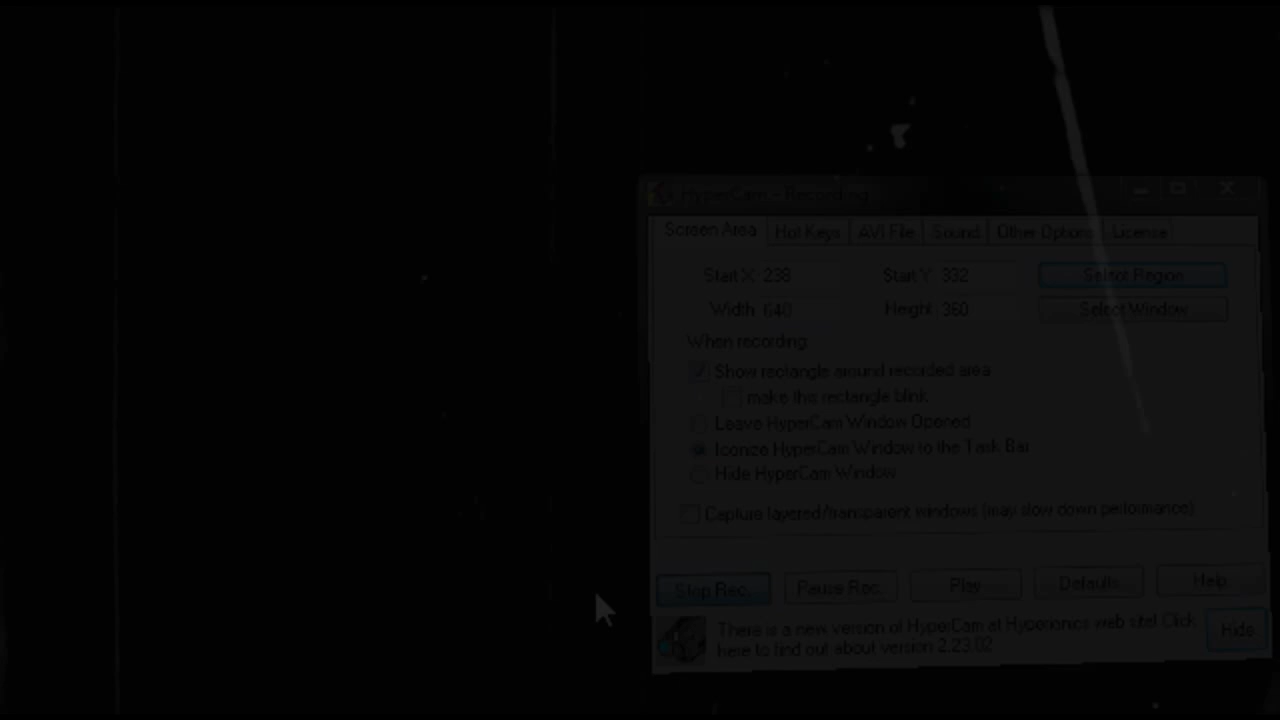 HyperCam - Recording
Screen Area Hot Keys AVI File Sound Other Options License
Start X: 238 Start Y: 332 Select Region
Width 640 Height 360 Select Window
When recording:
Show rectangle around recorded area
make this rectangle blink
Leave HyperCam Window Opened
Iconize HyperCam Window to the Task Bar
Hide HyperCam Window
Capture layered/transparent windows (may slow down performance)
Stop Rec. Pause Rec. Play Defaults Help
There is a new version of HyperCam at Hyperionics web site! Click
here to find out about version 2.23.02
Hide